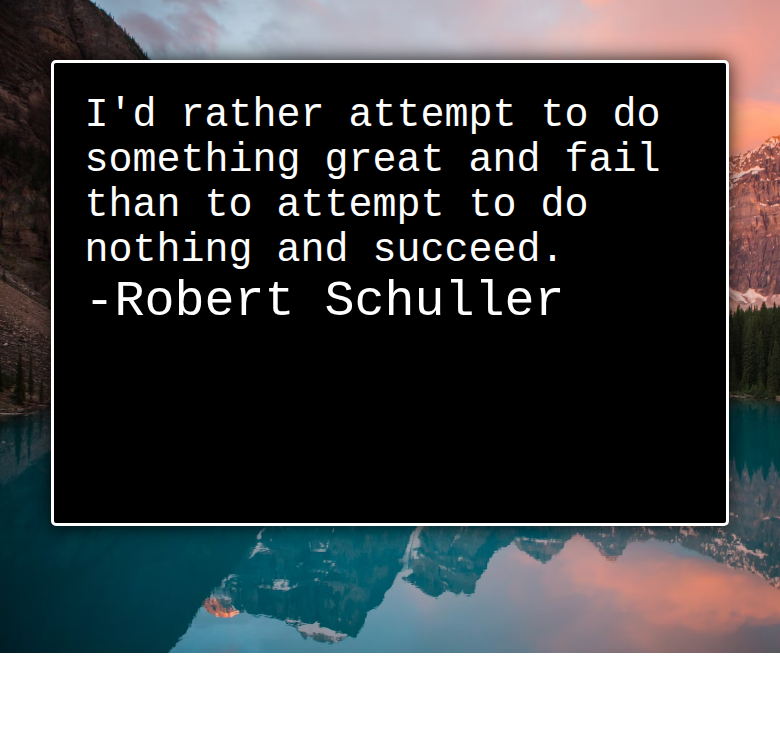 I'd rather attempt to do
something great and fail
than to attempt to do
nothing and succeed.
-Robert Schuller